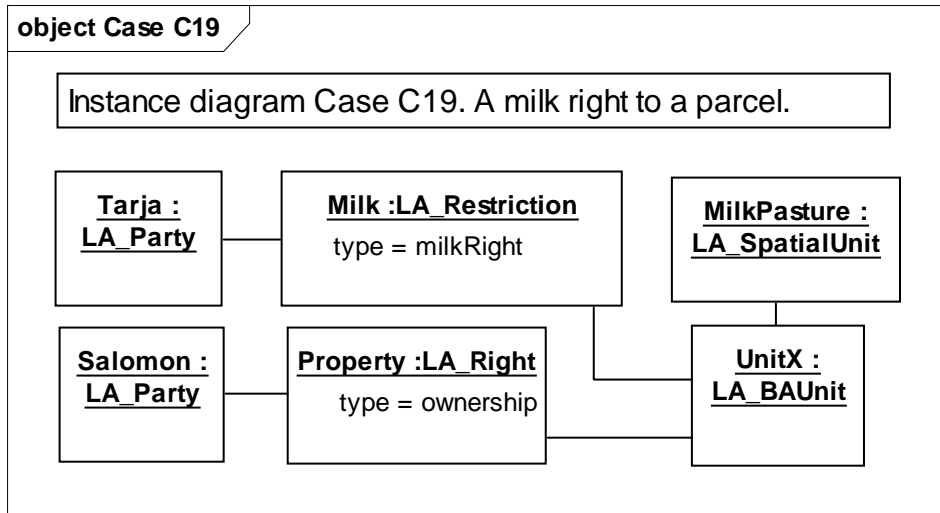 object Case C19
Instance diagram Case C19. A milk right to a parcel.
Tarja :
LA_Party
Milk :LA_Restriction
type = milkRight
MilkPasture :
LA_SpatialUnit
Salomon :
LA_Party
Property :LA_Right
type = ownership
UnitX :
LA_BAUnit